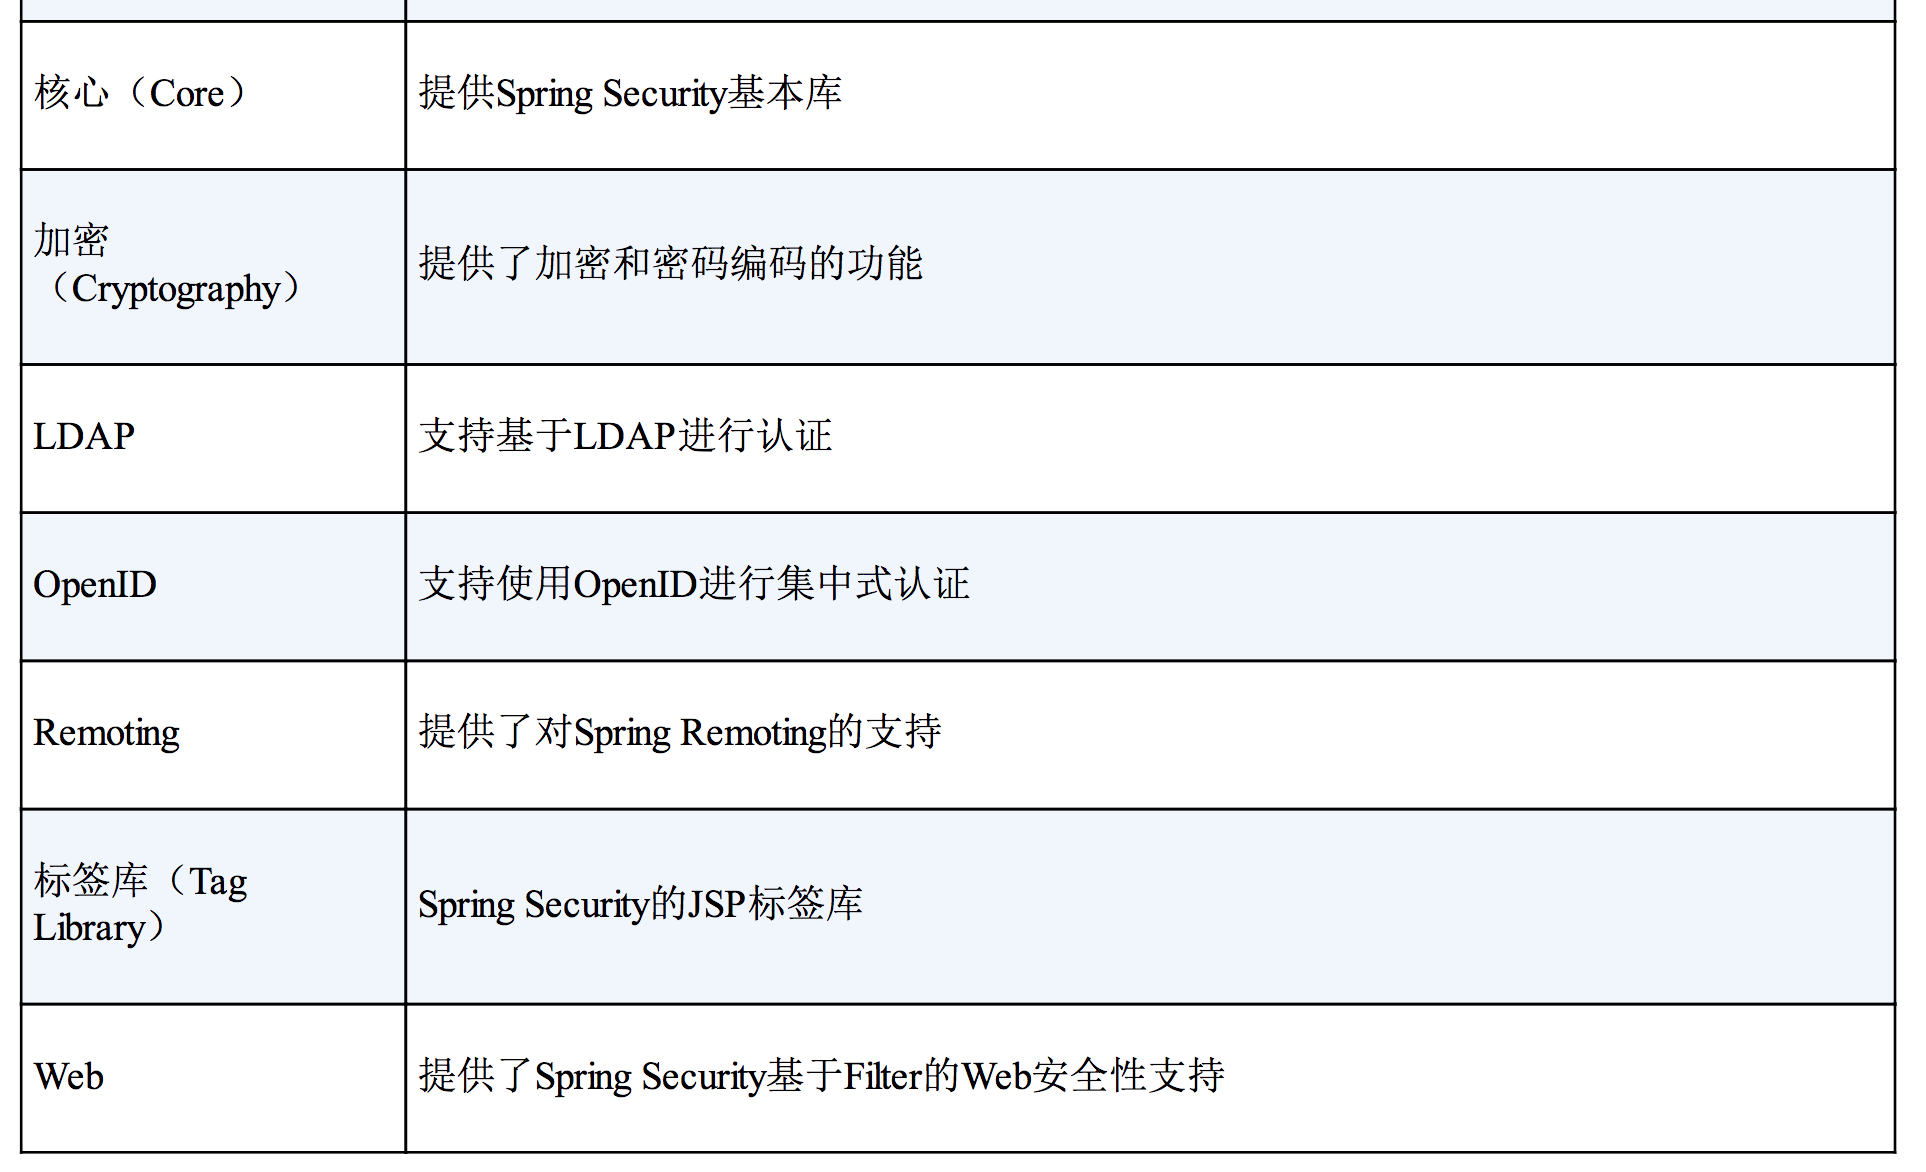 核心（Core）
提供Spring Security基本库
加密
（Cryptography）
提供了加密和密码编码的功能
LDAP
支持基于LDAP进行认证
OpenID
支持使用OpenID进行集中式认证
Remoting
提供了对Spring Remoting的支持
标签库（Tag
Library）
Spring Security的JSP标签库
Web
提供了Spring Security基于Filter的Web安全性支持